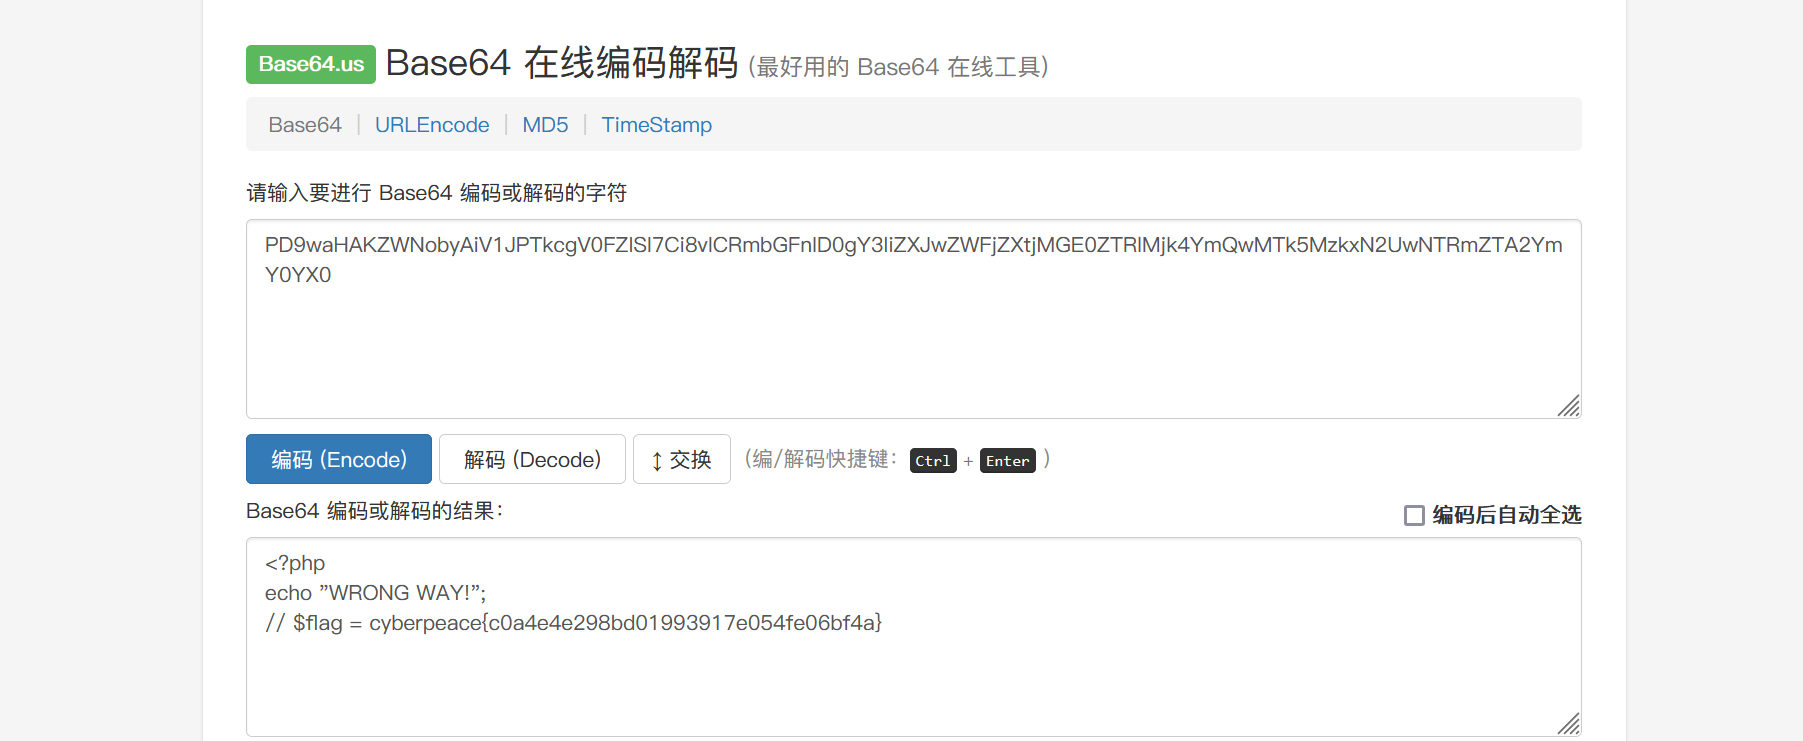 Base64.us Base64 在线编码解码 (最好用的 Base64 在线工具)
Base64 | URLEncode | MD5 | TimeStamp
请输入要进行 Base64 编码或解码的字符
PD9waHAKZWNobyAiV1JPTkcgV0FZISI7Ci8vICRmbGFnID0gY3liZXJwZWFjZXtjMGE0ZTRlMjk4YmQwMTk5MzkxN2UwNTRmZTA2Ym
Y0YX0
编码 (Encode) 解码 (Decode) ↕ 交换 (编/解码快捷键: Ctrl + Enter )
Base64 编码或解码的结果:
编码后自动全选
<?php
echo "WRONG WAY!";
// $flag = cyberpeace{c0a4e4e298bd01993917e054fe06bf4a}